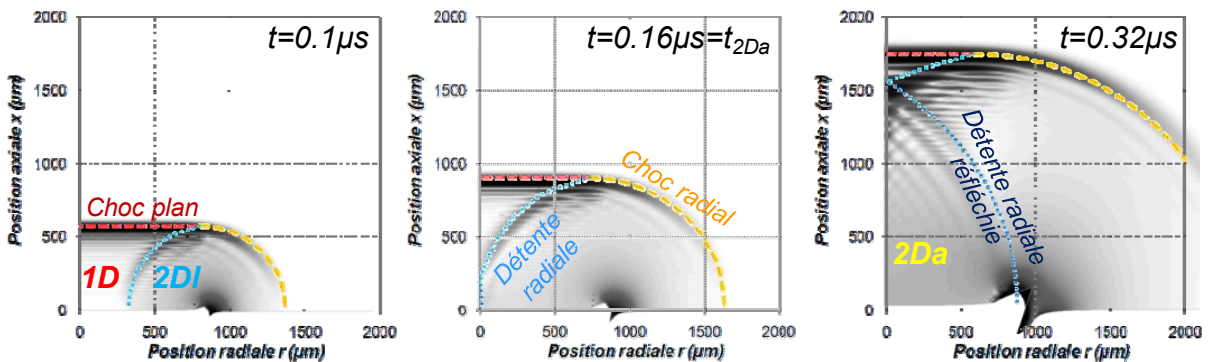 t=0.1µs
2000
1500
1000
500
0
Position axiale x (µm)
Choc plan
1D
2Dl
0
500
1000
1500
2000
Position radiale r (µm)
t=0.16µs=t2Da
2000
1500
1000
500
0
Position axiale x (µm)
Choc radial
Détente
radiale
0
500
1000
1500
2000
Position radiale r (µm)
t=0.32µs
2000
1500
1000
500
0
Position axiale x (µm)
Détente radiale
réfléchie
2Da
0
500
1000
1500
2000
Position radiale r (µm)